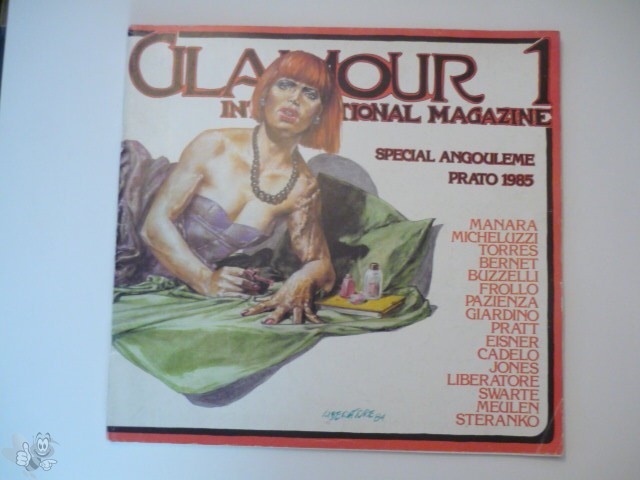 GLAMOUR 1
INTERNATIONAL MAGAZINE
SPECIAL ANGOULEME
PRATO 1985
MANARA
MICHELUZZI
TORRES
BERNET
BUZZELLI
FROLLO
PAZIENZA
GIARDINO
PRATT
EISNER
CADELO
JONES
LIBERATORE
SWARTE
MEULEN
STERANKO